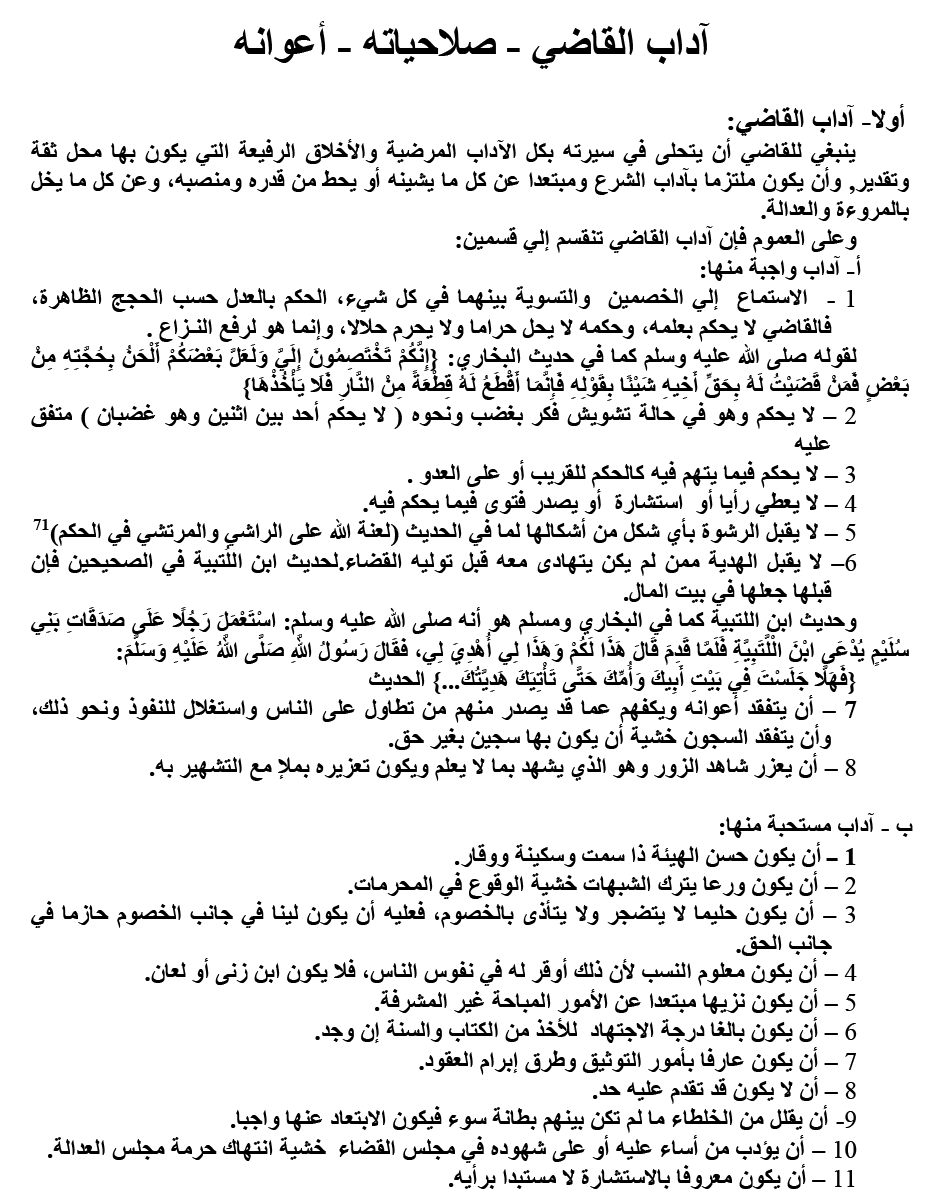 آداب القاضي - صلاحياته - أعوانه
أولا- آداب القاضي:
ينبغي للقاضي أن يتحلى في سيرته بكل الآداب المرضية والأخلاق الرفيعة التي يكون بها محل ثقة
وتقدير, وأن يكون ملتزما بآداب الشرع ومبتعدا عن كل ما يشينه أو يحط من قدره ومنصبه، وعن كل ما يخل
بالمروءة والعدالة.
وعلى العموم فإن آداب القاضي تنقسم إلي قسمين:
أ- آداب واجبة منها:
1 - الاستماع إلي الخصمين والتسوية بينهما في كل شيء، الحكم بالعدل حسب الحجج الظاهرة،
فالقاضي لا يحكم بعلمه، وحكمه لا يحل حراما ولا يحرم حلالا، وإنما هو لرفع النـزاع .
لقوله صلى الله عليه وسلم كما في حديث البخاري: {إِنَّكُمْ تَخْتَصِمُونَ إِلَيَّ وَلَعَلَّ بَعْضَكُمْ أَلْحَنُ بِحُجَّتِهِ مِنْ
بَعْضٍ فَمَنْ قَضَيْتُ لَهُ بِحَقِّ أَخِيهِ شَيْئًا بِقَوْلِهِ فَإِنَّمَا أَقْطَعُ لَهُ قِطْعَةً مِنْ النَّارِ فَلَا يَأْخُذْهَا}
2 – لا يحكم وهو في حالة تشويش فكر بغضب ونحوه ( لا يحكم أحد بين اثنين وهو غضبان ) متفق
عليه
3 – لا يحكم فيما يتهم فيه كالحكم للقريب أو على العدو .
4 – لا يعطي رأيا أو استشارة أو يصدر فتوى فيما يحكم فيه.
5 – لا يقبل الرشوة بأي شكل من أشكالها لما في الحديث (لعنة الله على الراشي والمرتشي في الحكم)71
6– لا يقبل الهدية ممن لم يكن يتهادى معه قبل توليه القضاء.لحديث ابن اللُتبية في الصحيحين فإن
قبلها جعلها في بيت المال.
وحديث ابن اللتبية كما في البخاري ومسلم هو أنه صلى الله عليه وسلم: اسْتَعْمَلَ رَجُلًا عَلَى صَدَقَاتِ بَنِي
سُلَيْمٍ يُدْعَى ابْنَ الْلَّتَبِيَّةِ فَلَمَّا قَدِمَ قَالَ هَذَا لَكُمْ وَهَذَا لِي أُهْدِيَ لِي، فَقَالَ رَسُولُ اللَّهِ صَلَّى اللَّهُ عَلَيْهِ وَسَلَّمَ:
{فَهَلَّا جَلَسْتَ فِي بَيْتِ أَبِيكَ وَأُمِّكَ حَتَّى تَأْتِيَكَ هَدِيَّتُكَ...} الحديث
7 – أن يتفقد أعوانه ويكفهم عما قد يصدر منهم من تطاول على الناس واستغلال للنفوذ ونحو ذلك،
وأن يتفقد السجون خشية أن يكون بها سجين بغير حق.
8 – أن يعزر شاهد الزور وهو الذي يشهد بما لا يعلم ويكون تعزيره بملإ مع التشهير به.
ب - آداب مستحبة منها:
1 – أن يكون حسن الهيئة ذا سمت وسكينة ووقار.
2 – أن يكون ورعا يترك الشبهات خشية الوقوع في المحرمات.
3 – أن يكون حليما لا يتضجر ولا يتأذى بالخصوم، فعليه أن يكون لينا في جانب الخصوم حازما في
جانب الحق.
4 – أن يكون معلوم النسب لأن ذلك أوقر له في نفوس الناس، فلا يكون ابن زنى أو لعان.
5 – أن يكون نزيها مبتعدا عن الأمور المباحة غير المشرفة.
6 – أن يكون بالغا درجة الاجتهاد للأخذ من الكتاب والسنة إن وجد.
7 – أن يكون عارفا بأمور التوثيق وطرق إبرام العقود.
8 – أن لا يكون قد تقدم عليه حد.
9- أن يقلل من الخلطاء ما لم تكن بينهم بطانة سوء فيكون الابتعاد عنها واجبا.
10 – أن يؤدب من أساء عليه أو على شهوده في مجلس القضاء خشية انتهاك حرمة مجلس العدالة.
11 – أن يكون معروفا بالاستشارة لا مستبدا برأيه.